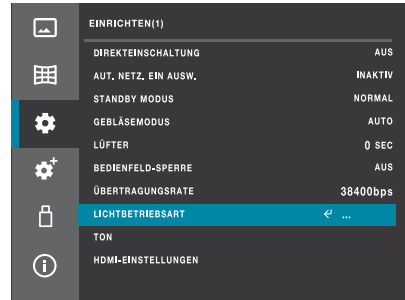 EINRICHTEN(1)
DIREKTEINSCHALTUNG AUS
AUT. NETZ. EIN AUSW. INAKTIV
STANDBY MODUS NORMAL
GEBLÄSEMODUS AUTO
LÜFTER 0 SEC
BEDIENFELD-SPERRE AUS
ÜBERTRAGUNGSRATE 38400bps
LICHTBETRIEBSART ...
TON
HDMI-EINSTELLUNGEN